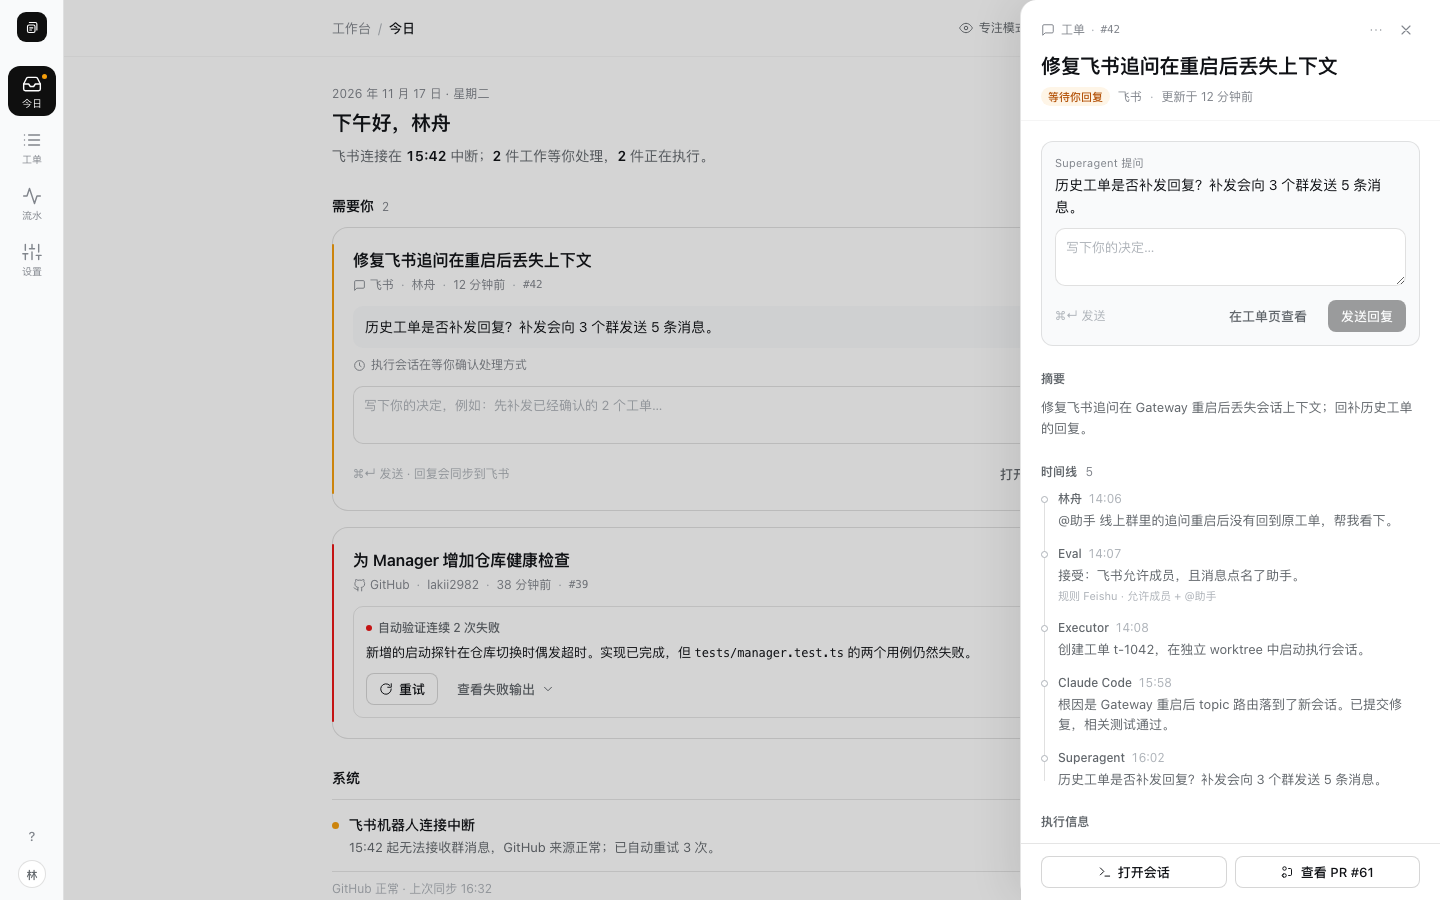 今日
工单
流水
设置
?
林
工作台 / 今日
专注模
2026 年 11 月 17 日 · 星期二
下午好，林舟
飞书连接在 15:42 中断；2 件工作等你处理，2 件正在执行。
需要你 2
修复飞书追问在重启后丢失上下文
飞书 · 林舟 · 12 分钟前 · #42
历史工单是否补发回复？补发会向 3 个群发送 5 条消息。
执行会话在等你确认处理方式
写下你的决定，例如：先补发已经确认的 2 个工单...
⌘↵ 发送 · 回复会同步到飞书
打开
为 Manager 增加仓库健康检查
GitHub · lakii2982 · 38 分钟前 · #39
自动验证连续 2 次失败
新增的启动探针在仓库切换时偶发超时。实现已完成，但 tests/manager.test.ts 的两个用例仍然失败。
重试 查看失败输出
系统
飞书机器人连接中断
15:42 起无法接收群消息，GitHub 来源正常；已自动重试 3 次。
GitHub 正常 · 上次同步 16:32
工单 · #42
修复飞书追问在重启后丢失上下文
等待你回复 飞书 · 更新于 12 分钟前
Superagent 提问
历史工单是否补发回复？补发会向 3 个群发送 5 条消
息。
写下你的决定...
⌘↵ 发送 在工单页查看 发送回复
摘要
修复飞书追问在 Gateway 重启后丢失会话上下文；回补历史工单
的回复。
时间线 5
林舟 14:06
@助手 线上群里的追问重启后没有回到原工单，帮我看下。
Eval 14:07
接受：飞书允许成员，且消息点名了助手。
规则 Feishu · 允许成员 + @助手
Executor 14:08
创建工单 t-1042，在独立 worktree 中启动执行会话。
Claude Code 15:58
根因是 Gateway 重启后 topic 路由落到了新会话。已提交修
复，相关测试通过。
Superagent 16:02
历史工单是否补发回复？补发会向 3 个群发送 5 条消息。
执行信息
打开会话 查看 PR #61